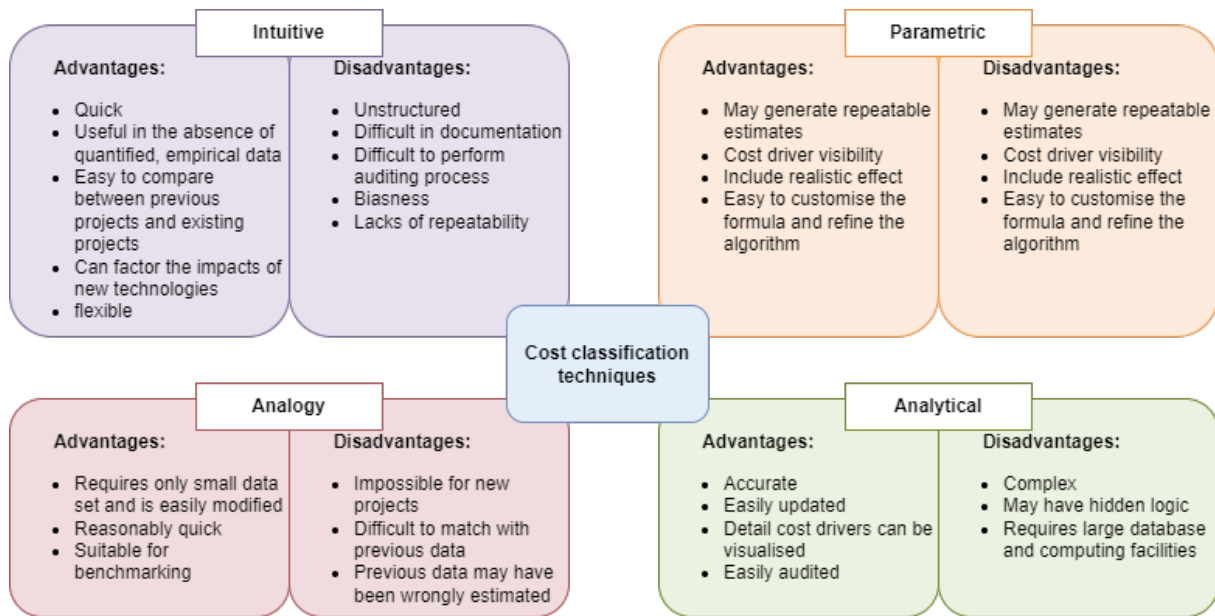 Intuitive
Advantages:
• Quick
• Useful in the absence of
quantified, empirical data
• Easy to compare
between previous
projects and existing
projects
• Can factor the impacts of
new technologies
• flexible
Disadvantages:
• Unstructured
• Difficult in documentation
• Difficult to perform
auditing process
• Biasness
• Lacks of repeatability
Parametric
Advantages:
• May generate repeatable
estimates
• Cost driver visibility
• Include realistic effect
• Easy to customise the
formula and refine the
algorithm
Disadvantages:
• May generate repeatable
estimates
• Cost driver visibility
• Include realistic effect
• Easy to customise the
formula and refine the
algorithm
Cost classification
techniques
Analogy
Advantages:
• Requires only small data
set and is easily modified
• Reasonably quick
• Suitable for
benchmarking
Disadvantages:
• Impossible for new
projects
• Difficult to match with
previous data
• Previous data may have
been wrongly estimated
Analytical
Advantages:
• Accurate
• Easily updated
• Detail cost drivers can be
visualised
• Easily audited
Disadvantages:
• Complex
• May have hidden logic
• Requires large database
and computing facilities